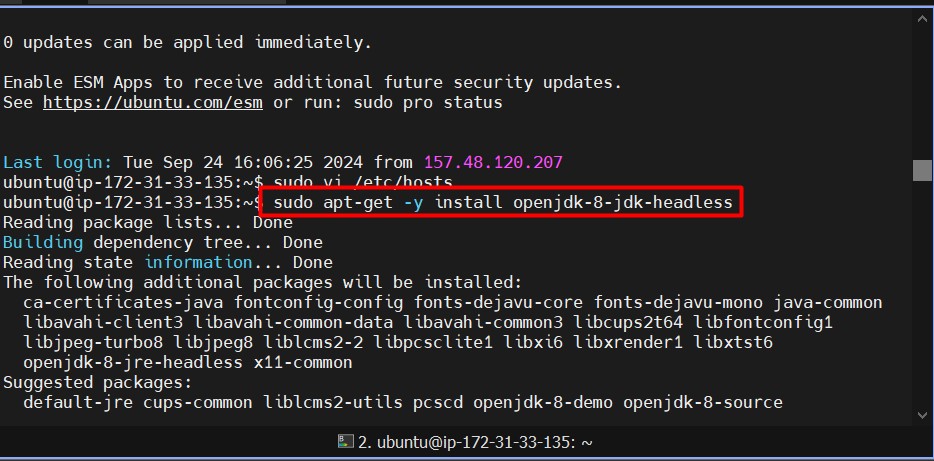 0 updates can be applied immediately.
Enable ESM Apps to receive additional future security updates.
See https://ubuntu.com/esm or run: sudo pro status
Last login: Tue Sep 24 16:06:25 2024 from 157.48.120.207
ubuntu@ip-172-31-33-135:~$ sudo vi /etc/hosts
ubuntu@ip-172-31-33-135:~$ sudo apt-get -y install openjdk-8-jdk-headless
Reading package lists... Done
Building dependency tree... Done
Reading state information... Done
The following additional packages will be installed:
  ca-certificates-java fontconfig-config fonts-dejavu-core fonts-dejavu-mono java-common
  libavahi-client3 libavahi-common-data libavahi-common3 libcups2t64 libfontconfig1
  libjpeg-turbo8 libjpeg8 liblcms2-2 libpcsclite1 libxi6 libxrender1 libxtst6
  openjdk-8-jre-headless x11-common
Suggested packages:
  default-jre cups-common liblcms2-utils pcscd openjdk-8-demo openjdk-8-source
2. ubuntu@ip-172-31-33-135: ~